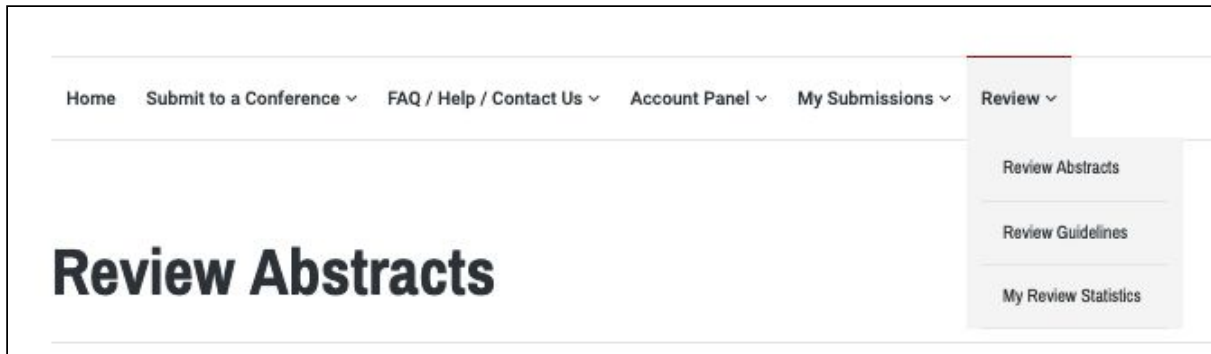 Home Submit to a Conference FAQ / Help / Contact Us Account Panel My Submissions Review
Review Abstracts
Review Guidelines
My Review Statistics
Review Abstracts